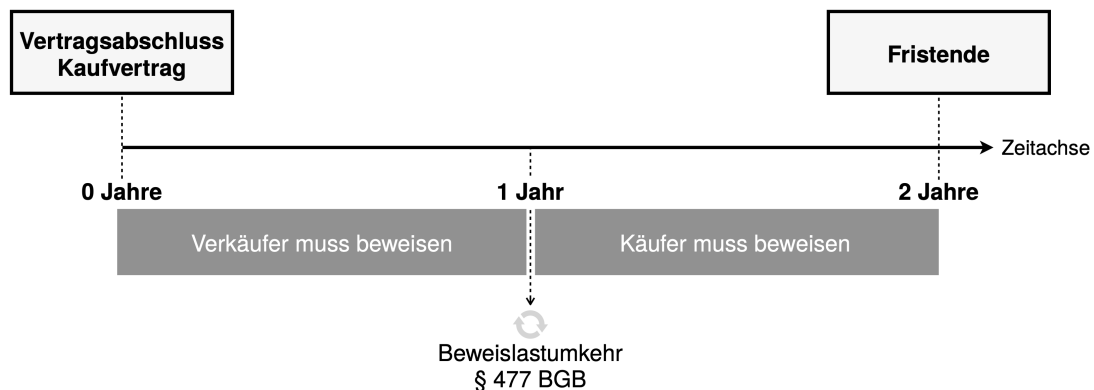 Vertragsabschluss
Kaufvertrag
Fristende
Zeitachse
0 Jahre
1 Jahr
2 Jahre
Verkäufer muss beweisen
Käufer muss beweisen
Beweislastumkehr
§ 477 BGB